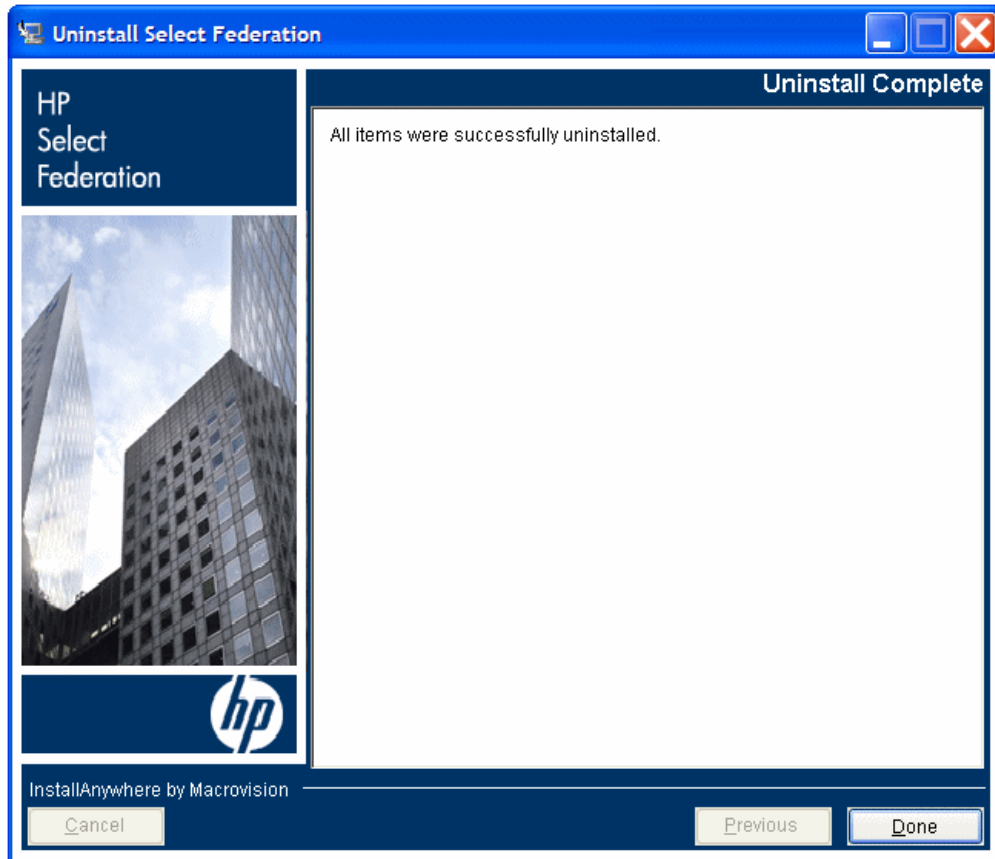 Uninstall Select Federation
HP
Select
Federation
Uninstall Complete
All items were successfully uninstalled.
hp
InstallAnywhere by Macrovision
Cancel
Previous
Done